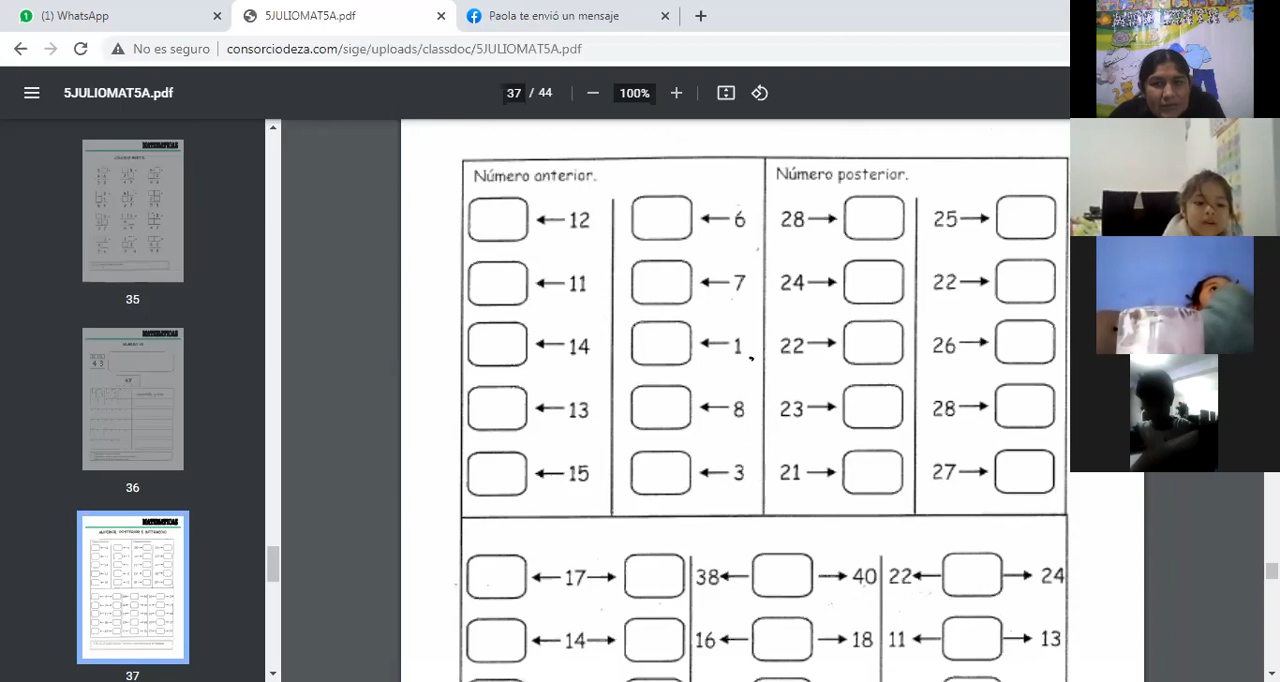 (1) WhatsApp
5JULIOMAT5A.pdf
Paola te envió un mensaje
No es seguro
consorciodeza.com/sige/uploads/classdoc/5JULIOMAT5A.pdf
5JULIOMAT5A.pdf
37 / 44
100%
35
36
37
Número anterior.
Número posterior.
←12 ←6 28→ 25→
←11 ←7 24→ 22→
←14 ←1 22→ 26→
←13 ←8 23→ 28→
←15 ←3 21→ 27→
←17→ 38← →40 22← →24
←14→ 16← →18 11← →13